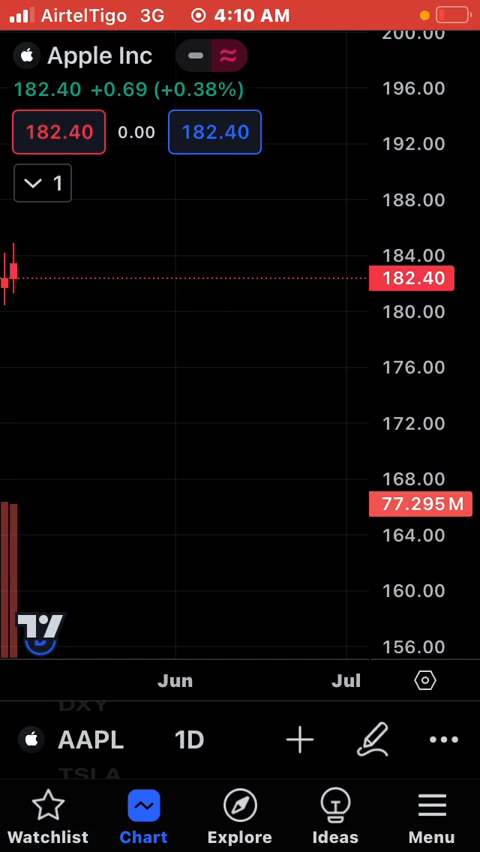 AirtelTigo 3G 4:10 AM
200.00
Apple Inc
182.40 +0.69 (+0.38%)
196.00
182.40 0.00 182.40
192.00
1
188.00
184.00
182.40
180.00
176.00
172.00
168.00
77.295M
164.00
160.00
156.00
Jun Jul
DXY
AAPL 1D
TSLA
Watchlist Chart Explore Ideas Menu